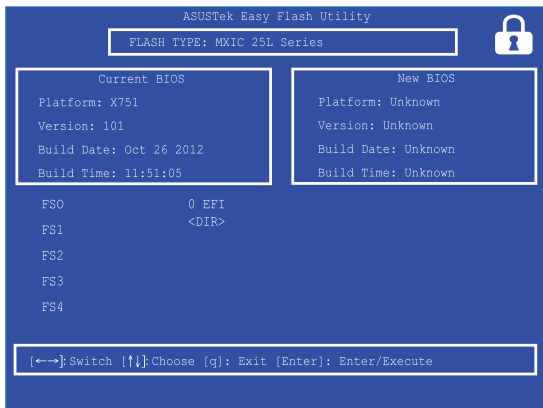 ASUSTek Easy Flash Utility
FLASH TYPE: MXIC 25L Series
Current BIOS
Platform: X751
Version: 101
Build Date: Oct 26 2012
Build Time: 11:51:05
New BIOS
Platform: Unknown
Version: Unknown
Build Date: Unknown
Build Time: Unknown
FSO
FS1
FS2
FS3
FS4
0 EFI
<DIR>
[←→]:Switch [↑↓]:Choose [q]: Exit [Enter]: Enter/Execute